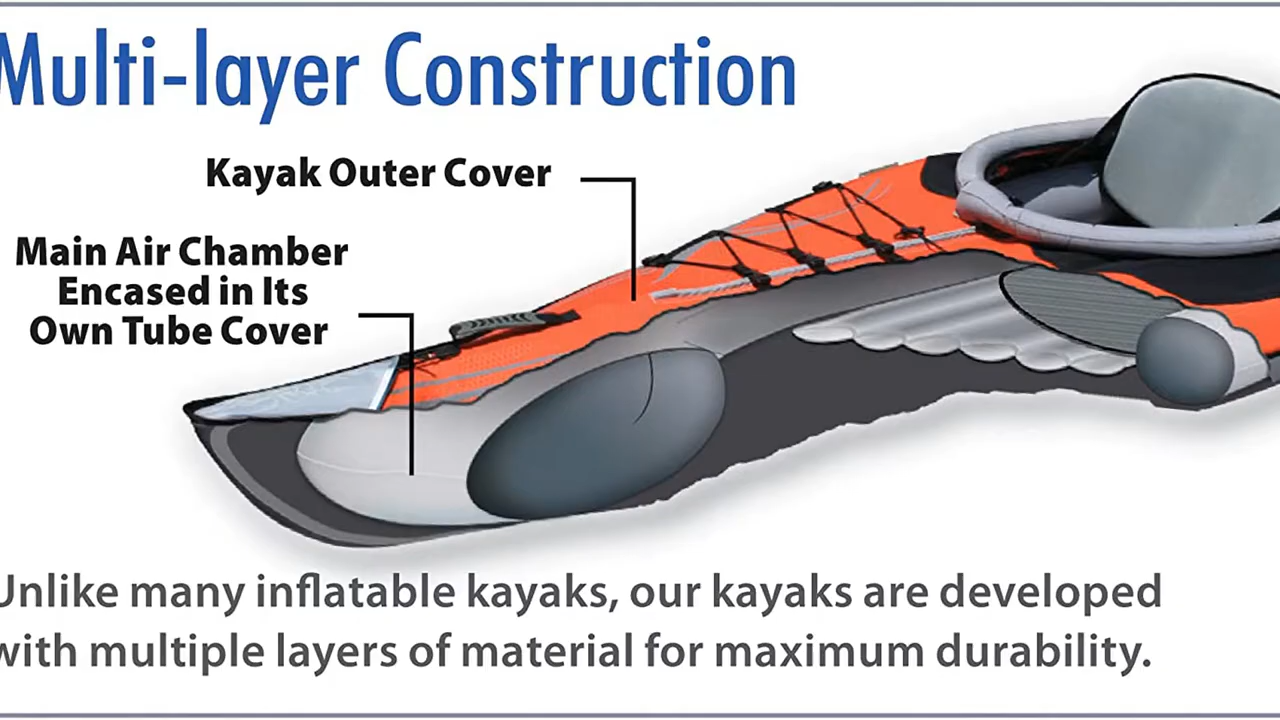 Multi-layer Construction
Kayak Outer Cover
Main Air Chamber
Encased in Its
Own Tube Cover
Unlike many inflatable kayaks, our kayaks are developed
with multiple layers of material for maximum durability.